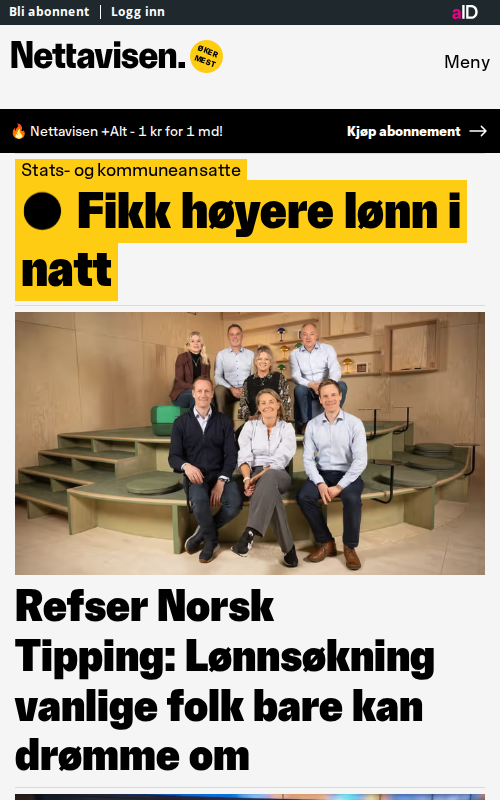 Bli abonnent | Logg inn
aID
Nettavisen.
ØKER
MEST
Meny
🔥 Nettavisen +Alt - 1 kr for 1 md!
Kjøp abonnement →
Stats- og kommuneansatte
● Fikk høyere lønn i
natt
Refser Norsk
Tipping: Lønnsøkning
vanlige folk bare kan
drømme om